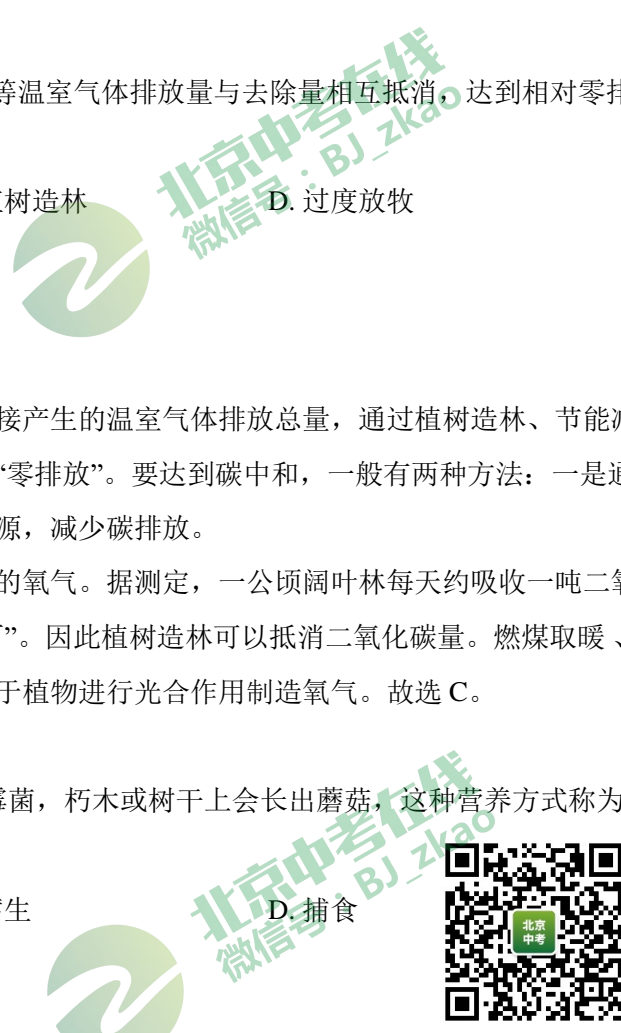 等温室气体排放量与去除量相互抵消，达到相对零排
树造林 D. 过度放牧
接产生的温室气体排放总量，通过植树造林、节能减
“零排放”。要达到碳中和，一般有两种方法：一是通
源，减少碳排放。
的氧气。据测定，一公顷阔叶林每天约吸收一吨二氧
”。因此植树造林可以抵消二氧化碳量。燃煤取暖 、
于植物进行光合作用制造氧气。故选 C。
霉菌，朽木或树干上会长出蘑菇，这种营养方式称为
生 D. 捕食
北京中考在线
微信号：BJ_zkao
北京中考在线
微信号：BJ_zkao
北京
中考